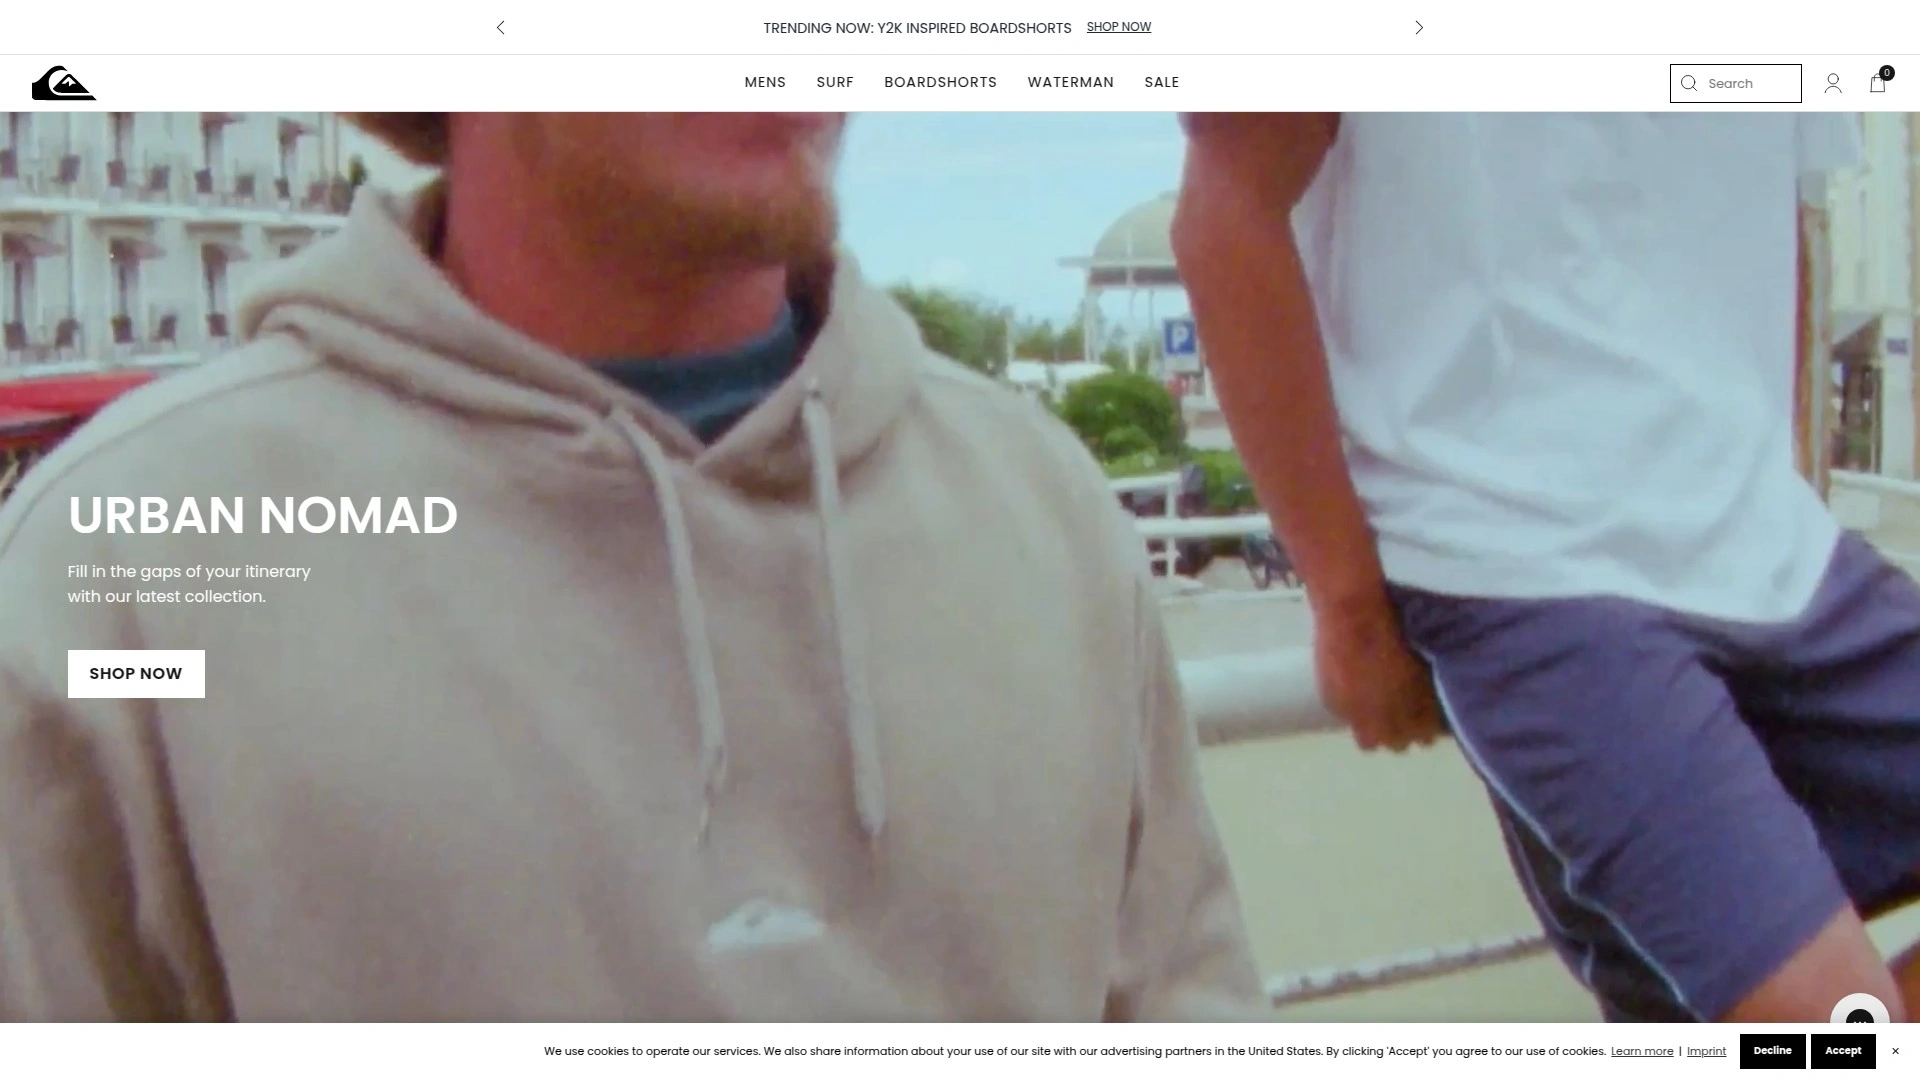 TRENDING NOW: Y2K INSPIRED BOARDSHORTS SHOP NOW
MENS SURF BOARDSHORTS WATERMAN SALE
Search
0
P
URBAN NOMAD
Fill in the gaps of your itinerary
with our latest collection.
SHOP NOW
We use cookies to operate our services. We also share information about your use of our site with our advertising partners in the United States. By clicking 'Accept' you agree to our use of cookies. Learn more | Imprint
Decline
Accept
×